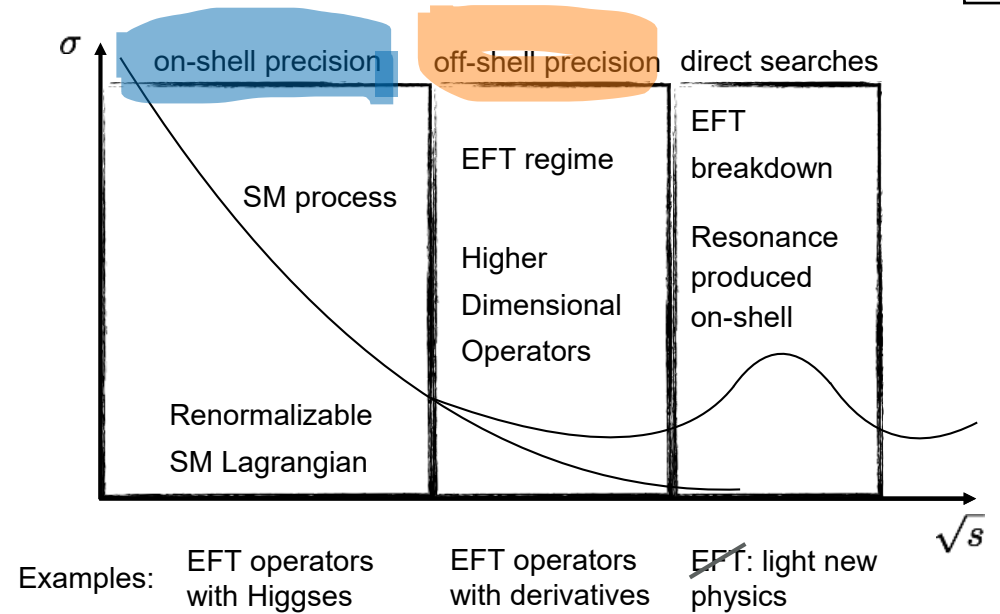 σ
on-shell precision
off-shell precision
direct searches
EFT
breakdown
EFT regime
SM process
Resonance
produced
on-shell
Higher
Dimensional
Operators
Renormalizable
SM Lagrangian
√s
Examples:
EFT operators
with Higgses
EFT operators
with derivatives
EFT: light new
physics